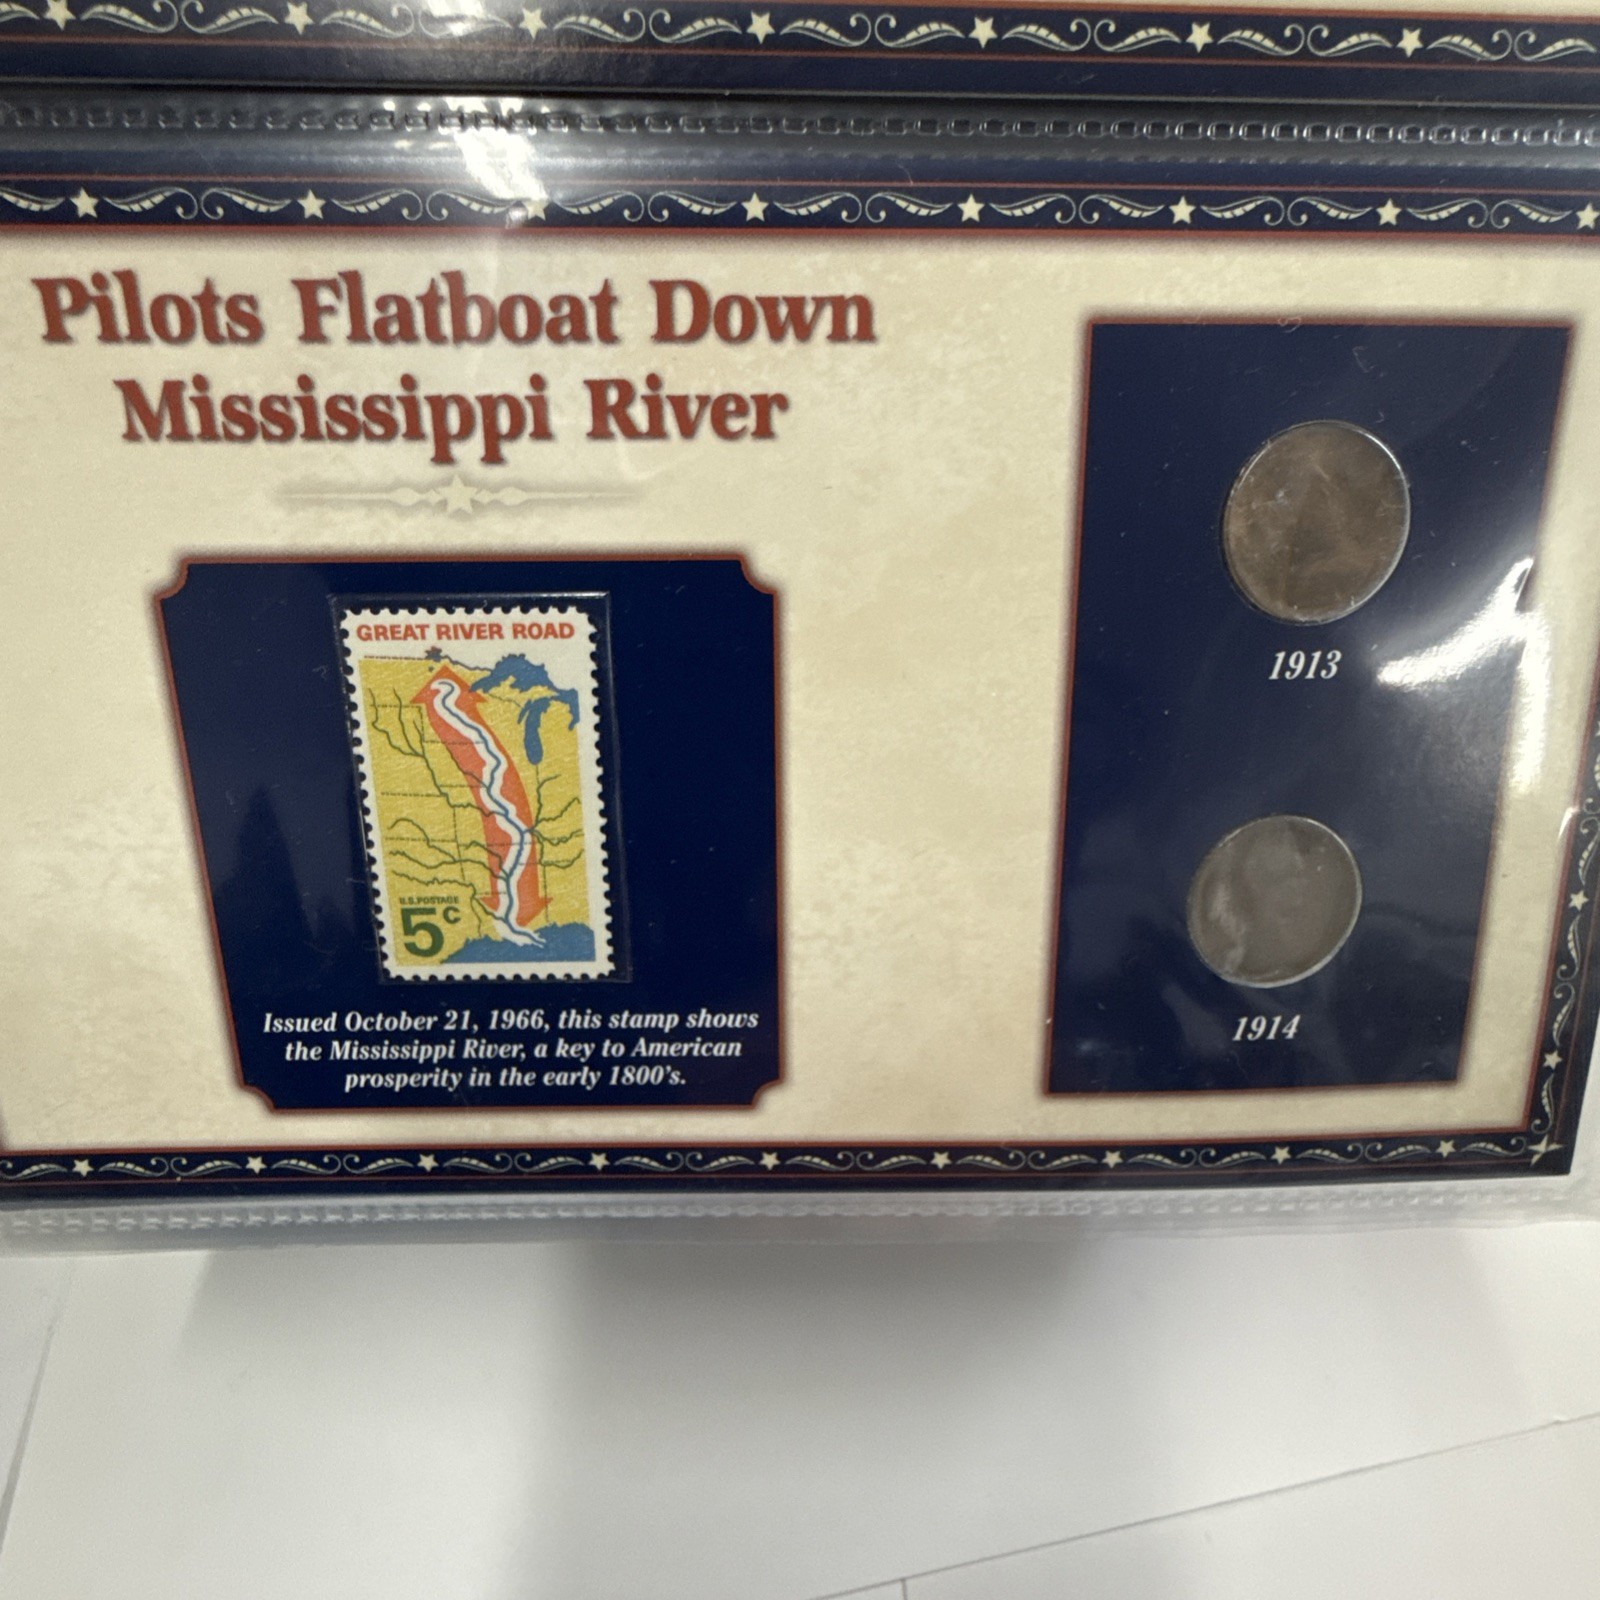 Pilots Flatboat Down
Mississippi River
GREAT RIVER ROAD
U.S. POSTAGE
5c
Issued October 21, 1966, this stamp shows
the Mississippi River, a key to American
prosperity in the early 1800's.
1913
1914